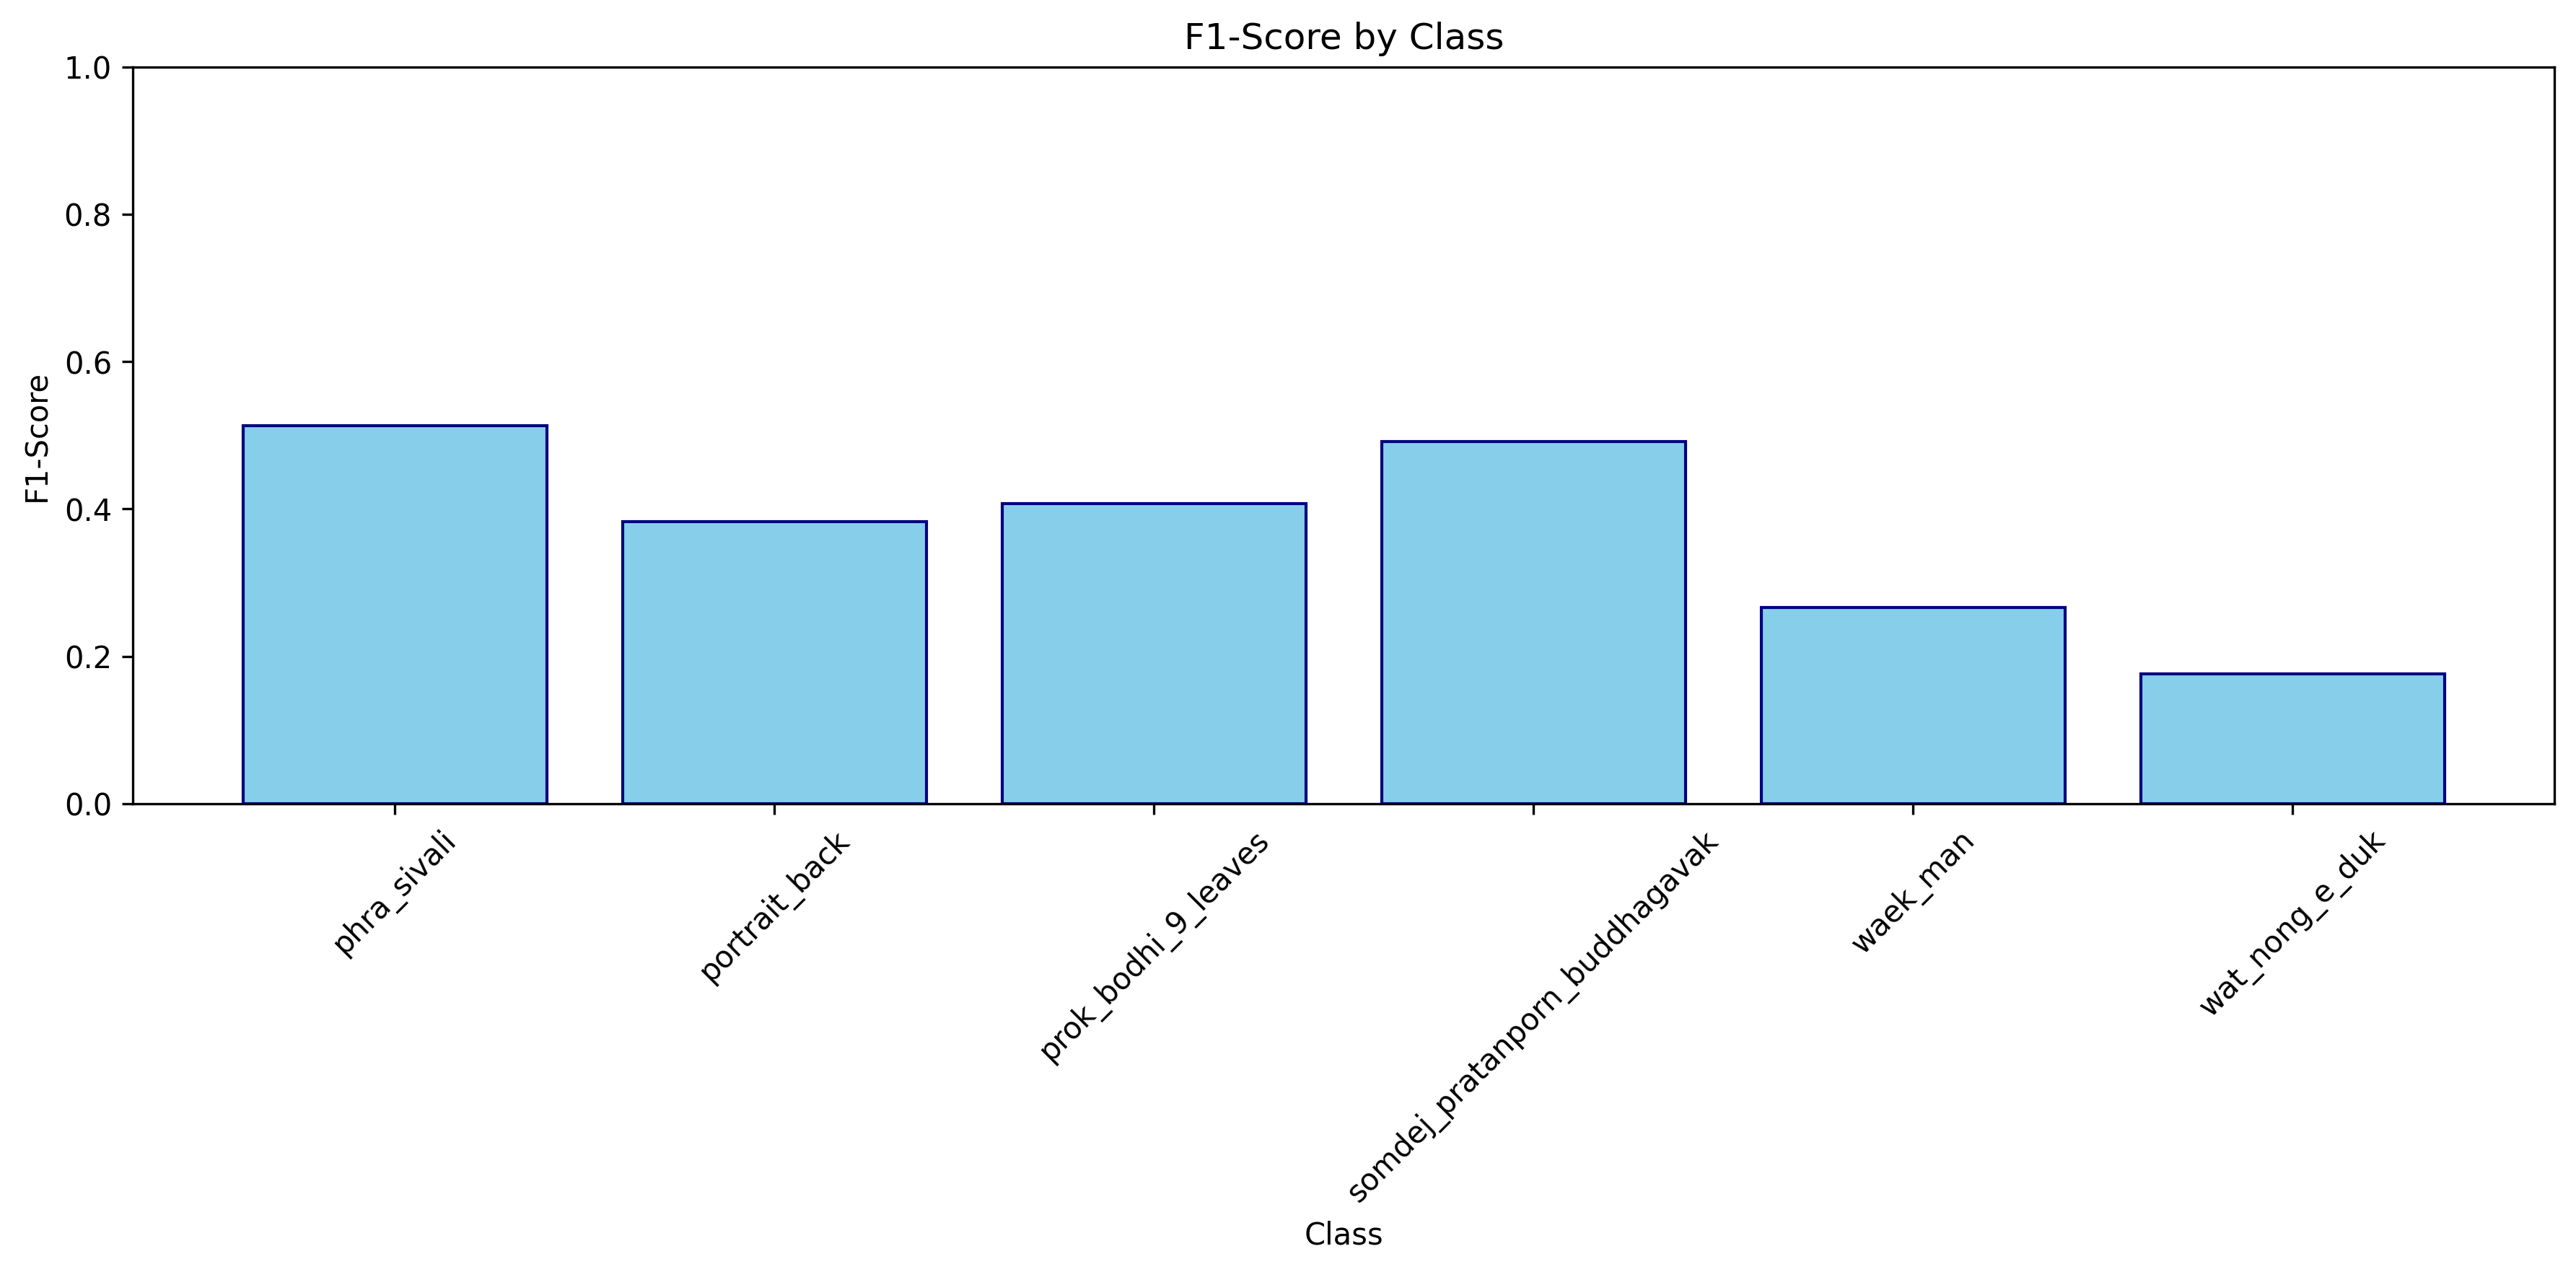 F1-Score by Class
1.0
0.8
0.6
0.4
0.2
0.0
F1-Score
phra_sivali
portrait_back
prok_bodhi_9_leaves
somdej_pratanporn_buddhagavak
waek_man
wat_nong_e_duk
Class